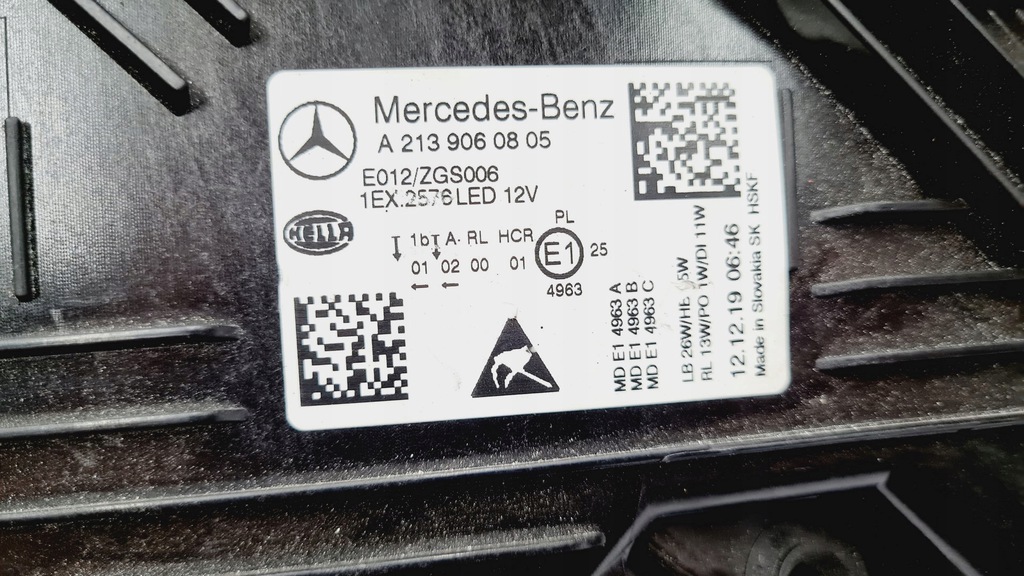 Mercedes-Benz
A 213 906 08 05
E012/ZGS006
1EX.2576 LED 12V
HELLA
1b A. RL HCR
01 02 00 01
PL
E1 25
4963
MD E1 4963 A
MD E1 4963 B
MD E1 4963 C
LB 26W/HB
RL 13W/PO 1W/DI 11W
12.12.19 06:46
Made in Slovakia SK HSKF